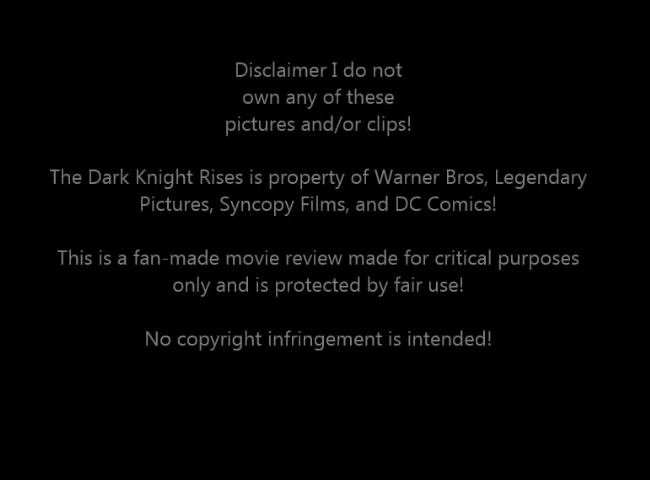 Disclaimer I do not
own any of these
pictures and/or clips!
The Dark Knight Rises is property of Warner Bros, Legendary
Pictures, Syncopy Films, and DC Comics!
This is a fan-made movie review made for critical purposes
only and is protected by fair use!
No copyright infringement is intended!